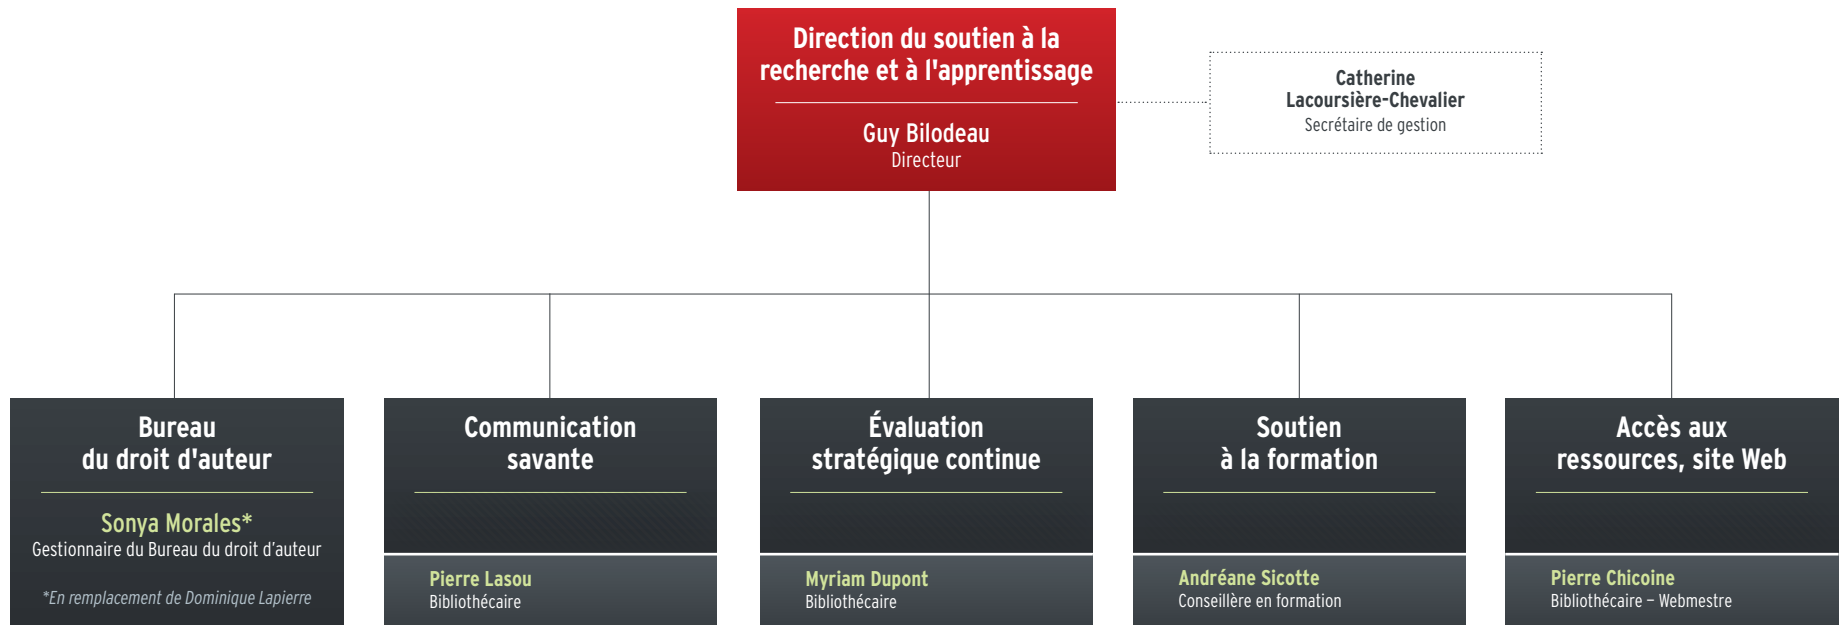 Direction du soutien à la
recherche et à l'apprentissage
Guy Bilodeau
Directeur
Catherine
Lacoursière-Chevalier
Secrétaire de gestion
Bureau
du droit d'auteur
Sonya Morales*
Gestionnaire du Bureau du droit d’auteur
*En remplacement de Dominique Lapierre
Communication
savante
Pierre Lasou
Bibliothécaire
Évaluation
stratégique continue
Myriam Dupont
Bibliothécaire
Soutien
à la formation
Andréane Sicotte
Conseillère en formation
Accès aux
ressources, site Web
Pierre Chicoine
Bibliothécaire – Webmestre